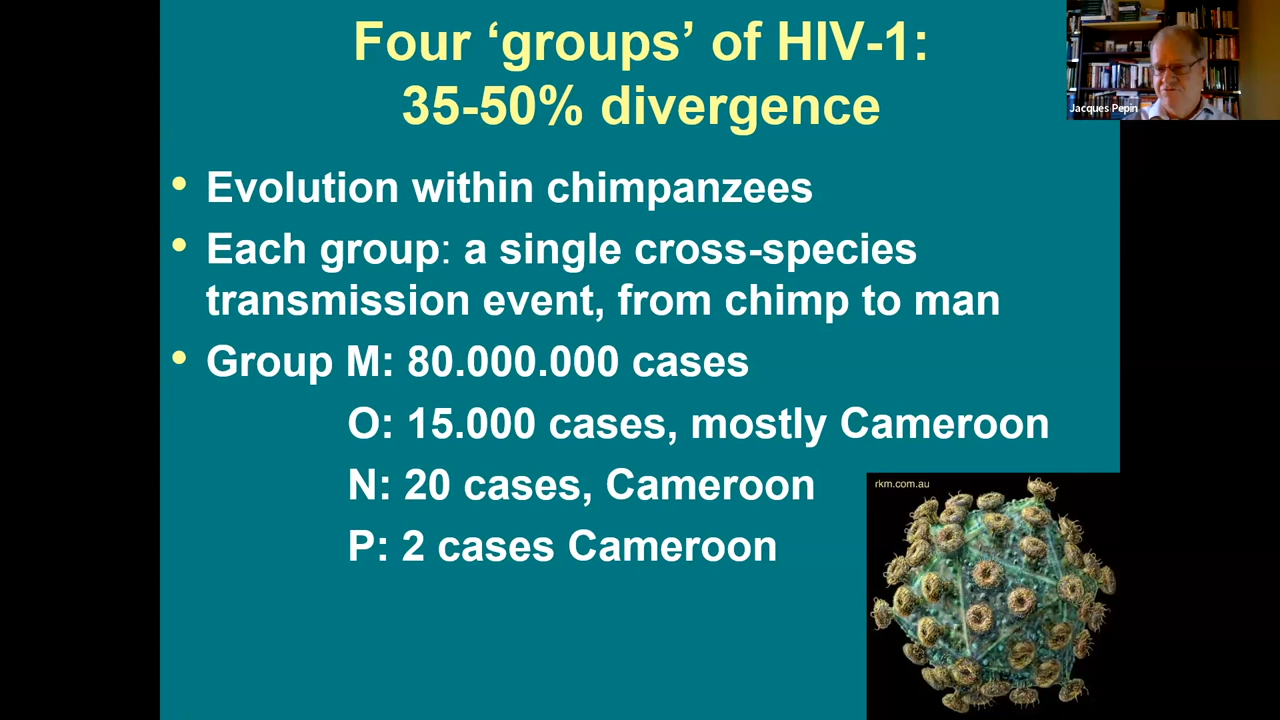 Four ‘groups’ of HIV-1:
35-50% divergence
Jacques Pepin
• Evolution within chimpanzees
• Each group: a single cross-species
transmission event, from chimp to man
• Group M: 80.000.000 cases
O: 15.000 cases, mostly Cameroon
N: 20 cases, Cameroon
P: 2 cases Cameroon
rkm.com.au